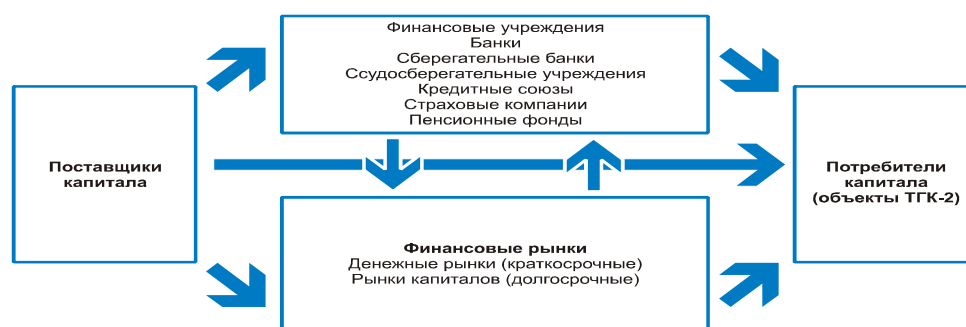 Финансовые учреждения
Банки
Сберегательные банки
Ссудосберегательные учреждения
Кредитные союзы
Страховые компании
Пенсионные фонды
Поставщики
капитала
Потребители
капитала
(объекты ТГК-2)
Финансовые рынки
Денежные рынки (краткосрочные)
Рынки капиталов (долгосрочные)